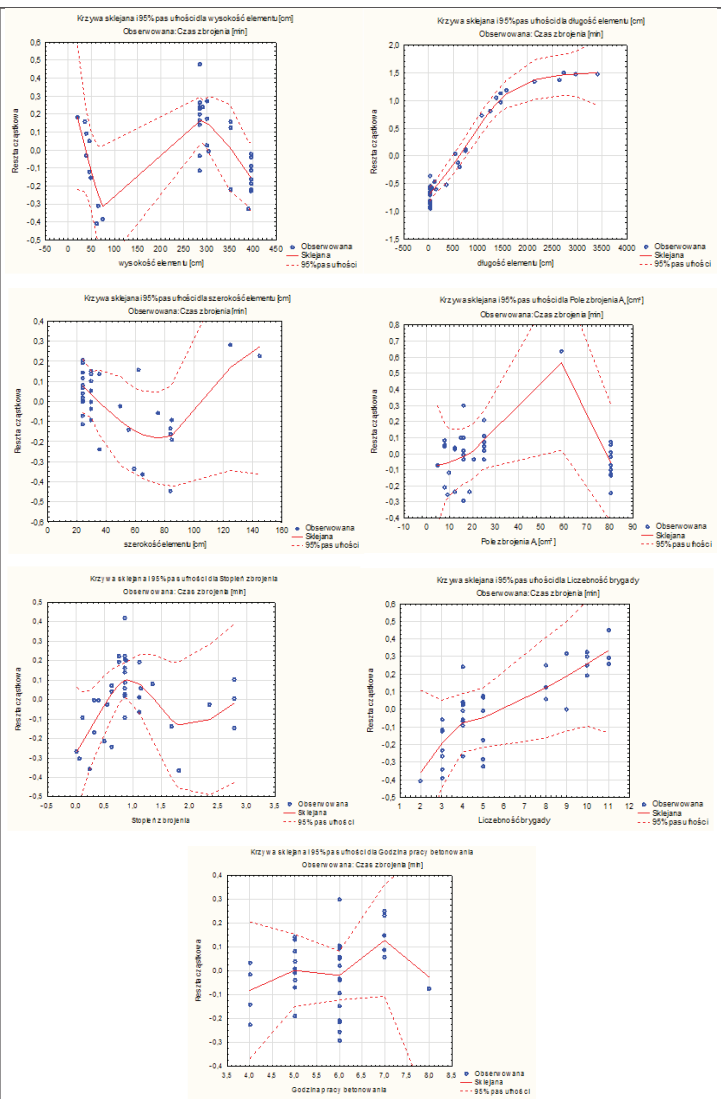 Krzywa sklejana i 95% pas ufności dla wysokość elementu [cm]
Obserwowana: Czas zbrojenia [min]
0,6
0,5
0,4
0,3
0,2
0,1
0,0
-0,1
-0,2
-0,3
-0,4
-0,5
Reszta cząstkowa
-50 0 50 100 150 200 250 300 350 400 450
wysokość elementu [cm]
Obserwowana
Sklejana
95% pas ufności
Krzywa sklejana i 95% pas ufności dla długość elementu [cm]
Obserwowana: Czas zbrojenia [min]
2,0
1,5
1,0
0,5
0,0
-0,5
-1,0
-1,5
Reszta cząstkowa
-500 0 500 1000 1500 2000 2500 3000 3500 4000
długość elementu [cm]
Obserwowana
Sklejana
95% pas ufności
Krzywa sklejana i 95% pas ufności dla szerokość elementu [cm]
Obserwowana: Czas zbrojenia [min]
0,4
0,3
0,2
0,1
0,0
-0,1
-0,2
-0,3
-0,4
-0,5
-0,6
Reszta cząstkowa
0 20 40 60 80 100 120 140 160
szerokość elementu [cm]
Obserwowana
Sklejana
95% pas ufności
Krzywa sklejana i 95% pas ufności dla Pole zbrojenia [cm²]
Obserwowana: Czas zbrojenia [min]
0,8
0,7
0,6
0,5
0,4
0,3
0,2
0,1
0,0
-0,1
-0,2
-0,3
-0,4
Reszta cząstkowa
-10 0 10 20 30 40 50 60 70 80 90
Pole zbrojenia [cm²]
Obserwowana
Sklejana
95% pas ufności
Krzywa sklejana i 95% pas ufności dla Stopień zbrojenia
Obserwowana: Czas zbrojenia [min]
0,5
0,4
0,3
0,2
0,1
0,0
-0,1
-0,2
-0,3
-0,4
-0,5
Reszta cząstkowa
-0,5 0,0 0,5 1,0 1,5 2,0 2,5 3,0 3,5
Stopień zbrojenia
Obserwowana
Sklejana
95% pas ufności
Krzywa sklejana i 95% pas ufności dla Liczebność brygady
Obserwowana: Czas zbrojenia [min]
0,6
0,5
0,4
0,3
0,2
0,1
0,0
-0,1
-0,2
-0,3
-0,4
-0,5
Reszta cząstkowa
1 2 3 4 5 6 7 8 9 10 11 12
Liczebność brygady
Obserwowana
Sklejana
95% pas ufności
Krzywa sklejana i 95% pas ufności dla Godzina pracy betonowania
Obserwowana: Czas zbrojenia [min]
0,4
0,3
0,2
0,1
0,0
-0,1
-0,2
-0,3
-0,4
Reszta cząstkowa
3,5 4,0 4,5 5,0 5,5 6,0 6,5 7,0 7,5 8,0 8,5
Godzina pracy betonowania
Obserwowana
Sklejana
95% pas ufności